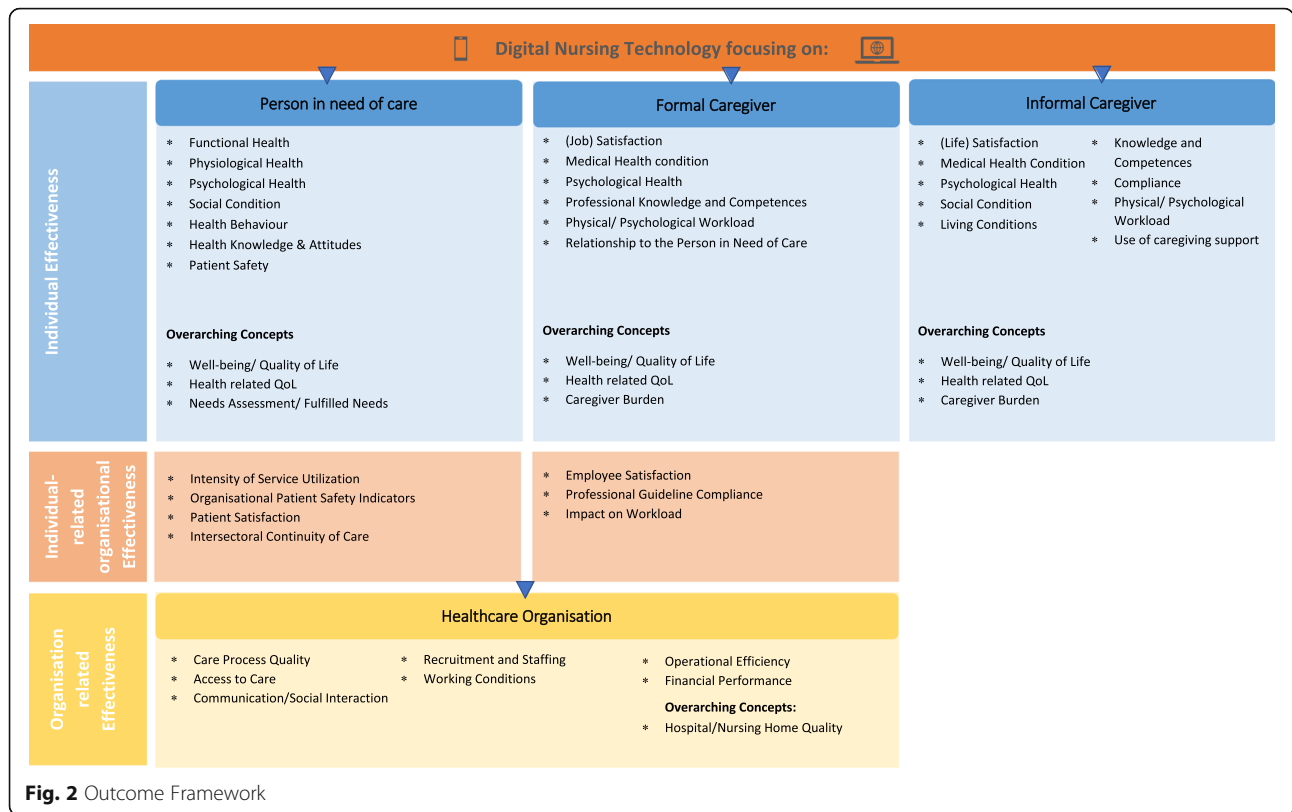 Digital Nursing Technology focusing on:
Individual Effectiveness
Person in need of care
* Functional Health
* Physiological Health
* Psychological Health
* Social Condition
* Health Behaviour
* Health Knowledge & Attitudes
* Patient Safety
Overarching Concepts
* Well-being/ Quality of Life
* Health related QoL
* Needs Assessment/ Fulfilled Needs
Formal Caregiver
* (Job) Satisfaction
* Medical Health condition
* Psychological Health
* Professional Knowledge and Competences
* Physical/ Psychological Workload
* Relationship to the Person in Need of Care
Overarching Concepts
* Well-being/ Quality of Life
* Health related QoL
* Caregiver Burden
Informal Caregiver
* (Life) Satisfaction
* Medical Health Condition
* Psychological Health
* Social Condition
* Living Conditions
* Knowledge and
Competences
* Compliance
* Physical/ Psychological
Workload
* Use of caregiving support
Overarching Concepts
* Well-being/ Quality of Life
* Health related QoL
* Caregiver Burden
Individual-
related
organisational
Effectiveness
* Intensity of Service Utilization
* Organisational Patient Safety Indicators
* Patient Satisfaction
* Intersectoral Continuity of Care
* Employee Satisfaction
* Professional Guideline Compliance
* Impact on Workload
Organisation
related
Effectiveness
Healthcare Organisation
* Care Process Quality
* Access to Care
* Communication/Social Interaction
* Recruitment and Staffing
* Working Conditions
* Operational Efficiency
* Financial Performance
Overarching Concepts:
* Hospital/Nursing Home Quality
Fig. 2 Outcome Framework